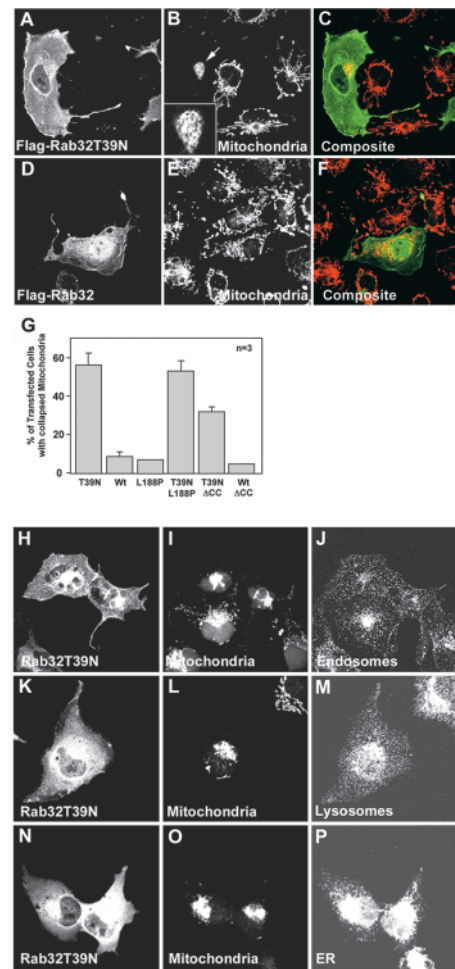 A
B
C
Flag-Rab32T39N
Mitochondria
Composite
D
E
F
Flag-Rab32
Mitochondria
Composite
G
n=3
% of Transfected Cells
with collapsed Mitochondria
60
40
20
0
T39N
Wt
L188P
T39N
L188P
T39N
ΔCC
Wt
ΔCC
H
I
J
Rab32T39N
Mitochondria
Endosomes
K
L
M
Rab32T39N
Mitochondria
Lysosomes
N
O
P
Rab32T39N
Mitochondria
ER